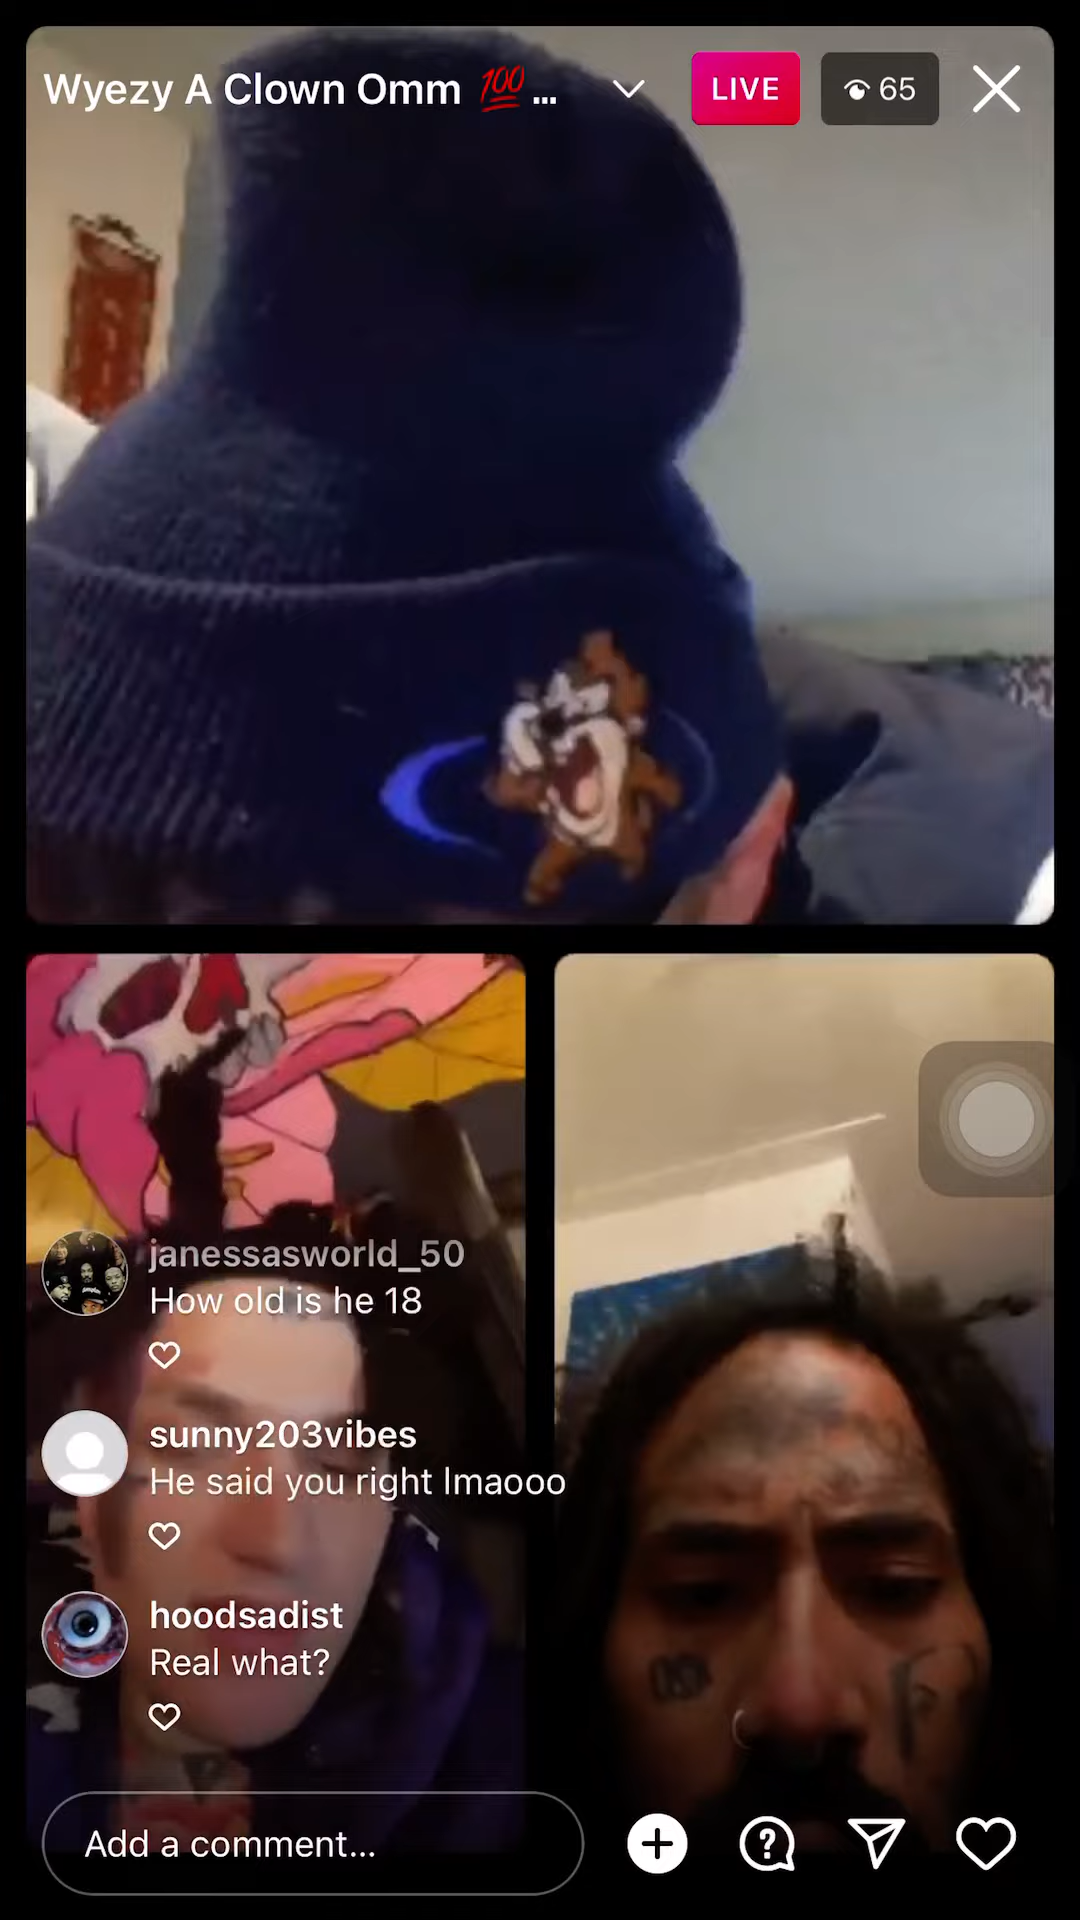 Wyezy A Clown Omm 💯...
LIVE
65
janessasworld_50
How old is he 18
sunny203vibes
He said you right lmaooo
hoodsadist
Real what?
Add a comment...